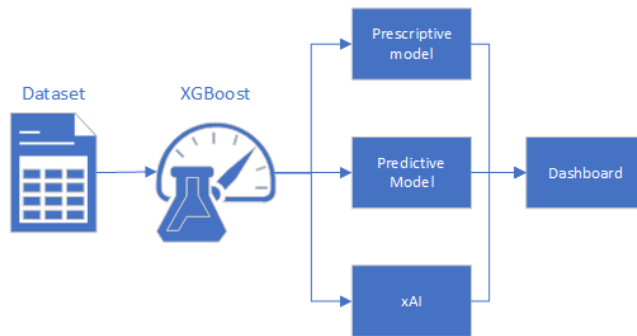 Dataset
XGBoost
Prescriptive
model
Predictive
Model
xAI
Dashboard